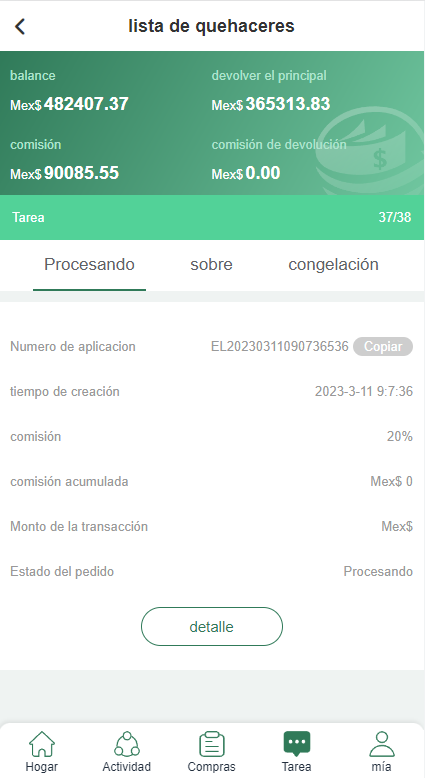 lista de quehaceres
balance devolver el principal
Mex$ 482407.37 Mex$ 365313.83
comisión comisión de devolución
Mex$ 90085.55 Mex$ 0.00
$
Tarea 37/38
Procesando sobre congelación
Numero de aplicacion EL20230311090736536 Copiar
tiempo de creación 2023-3-11 9:7:36
comisión 20%
comisión acumulada Mex$ 0
Monto de la transacción Mex$
Estado del pedido Procesando
detalle
Hogar Actividad Compras Tarea mía